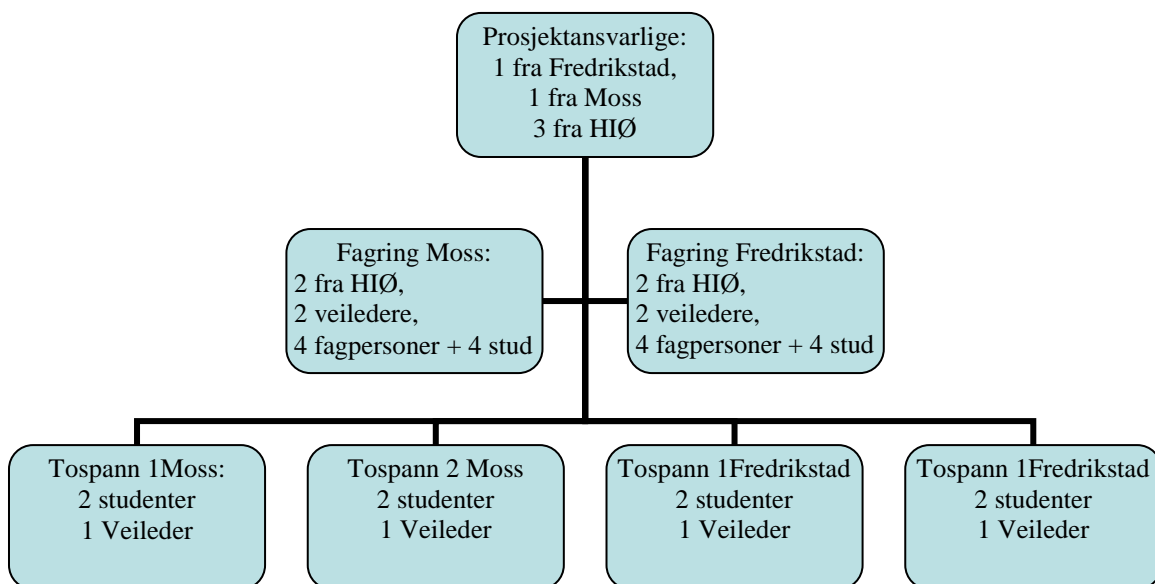 Prosjektansvarlige:
1 fra Fredrikstad,
1 fra Moss
3 fra HIØ
Fagring Moss:
2 fra HIØ,
2 veiledere,
4 fagpersoner + 4 stud
Fagring Fredrikstad:
2 fra HIØ,
2 veiledere,
4 fagpersoner + 4 stud
Tospann 1Moss:
2 studenter
1 Veileder
Tospann 2 Moss
2 studenter
1 Veileder
Tospann 1Fredrikstad
2 studenter
1 Veileder
Tospann 1Fredrikstad
2 studenter
1 Veileder